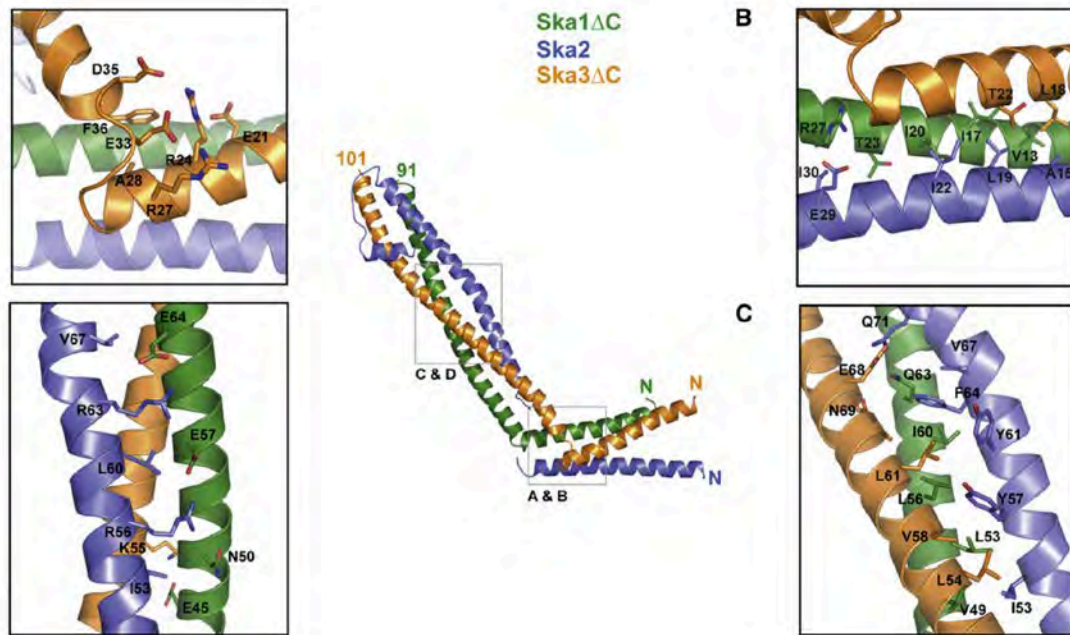 Ska1ΔC
Ska2
Ska3ΔC
D35
F36
E33
E21
R24
A28
R27
B
T22
L18
R27
I20
I17
T23
V13
I30
L19
A15
I22
E29
101
91
C & D
N
N
N
A & B
E64
V67
R63
E57
L60
R56
K55
N50
I53
E45
C
Q71
V67
E68
Q63
F64
N69
I60
Y61
L61
L56
Y57
V58
L53
L54
I53
V49